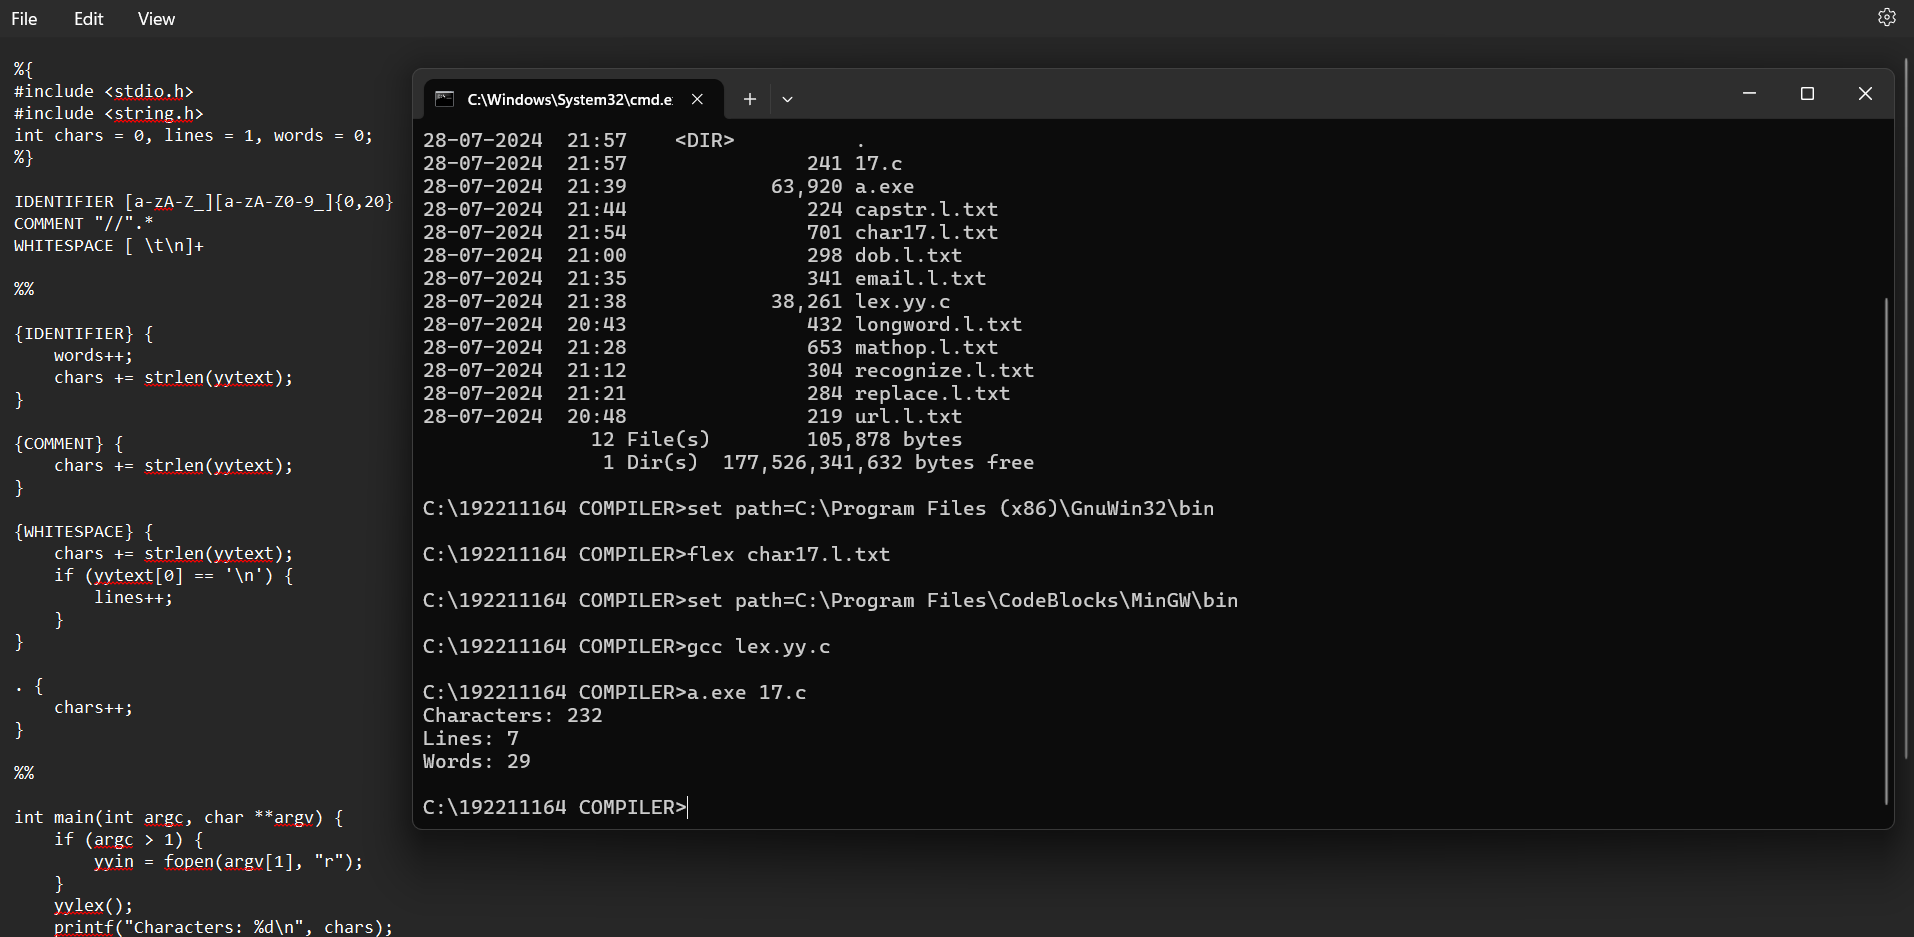 File Edit View
%{
#include <stdio.h>
#include <string.h>
int chars = 0, lines = 1, words = 0;
%}
IDENTIFIER [a-zA-Z_][a-zA-Z0-9_]{0,20}
COMMENT "//".*
WHITESPACE [ \t\n]+
%%
{IDENTIFIER} {
    words++;
    chars += strlen(yytext);
}
{COMMENT} {
    chars += strlen(yytext);
}
{WHITESPACE} {
    chars += strlen(yytext);
    if (yytext[0] == '\n') {
        lines++;
    }
}
. {
    chars++;
}
%%
int main(int argc, char **argv) {
    if (argc > 1) {
        yyin = fopen(argv[1], "r");
    }
    yylex();
    printf("Characters: %d\n", chars);
C:\Windows\System32\cmd.e
28-07-2024  21:57    <DIR>          .
28-07-2024  21:57               241 17.c
28-07-2024  21:39            63,920 a.exe
28-07-2024  21:44               224 capstr.l.txt
28-07-2024  21:54               701 char17.l.txt
28-07-2024  21:00               298 dob.l.txt
28-07-2024  21:35               341 email.l.txt
28-07-2024  21:38            38,261 lex.yy.c
28-07-2024  20:43               432 longword.l.txt
28-07-2024  21:28               653 mathop.l.txt
28-07-2024  21:12               304 recognize.l.txt
28-07-2024  21:21               284 replace.l.txt
28-07-2024  20:48               219 url.l.txt
              12 File(s)        105,878 bytes
               1 Dir(s)  177,526,341,632 bytes free
C:\192211164 COMPILER>set path=C:\Program Files (x86)\GnuWin32\bin
C:\192211164 COMPILER>flex char17.l.txt
C:\192211164 COMPILER>set path=C:\Program Files\CodeBlocks\MinGW\bin
C:\192211164 COMPILER>gcc lex.yy.c
C:\192211164 COMPILER>a.exe 17.c
Characters: 232
Lines: 7
Words: 29
C:\192211164 COMPILER>